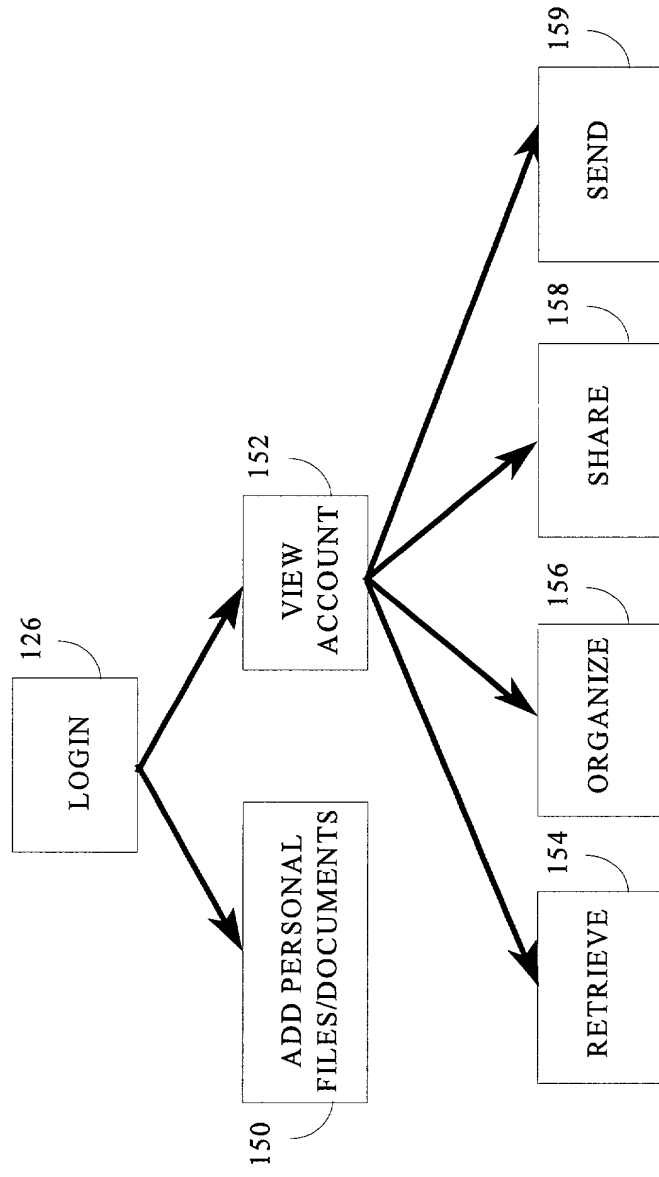 LOGIN
126
ADD PERSONAL
FILES/DOCUMENTS
150
VIEW
ACCOUNT
152
RETRIEVE
154
ORGANIZE
156
SHARE
158
SEND
159